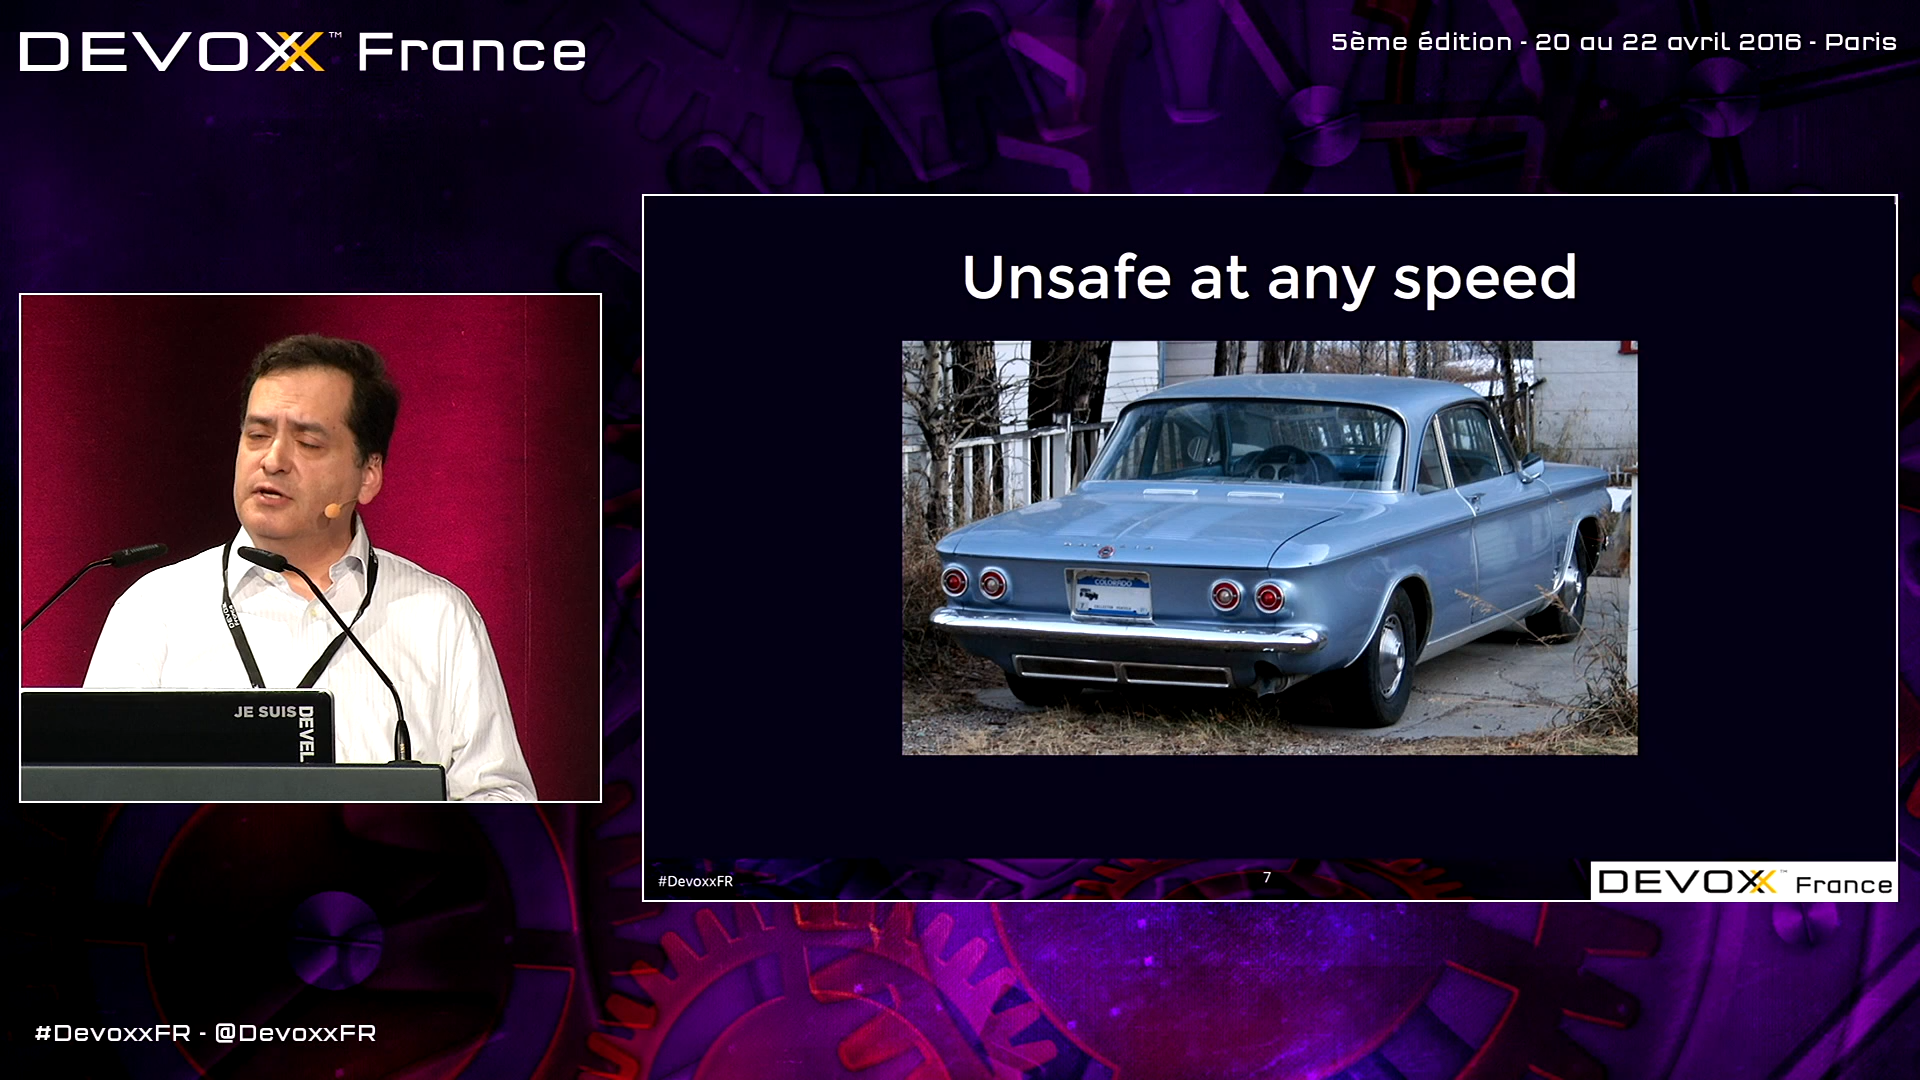 DEVOXX™ France
5ème édition - 20 au 22 avril 2016 - Paris
Unsafe at any speed
COLORADO
JE SUIS
DEVEL
#DevoxxFR
7
DEVOXX™ France
#DevoxxFR - @DevoxxFR